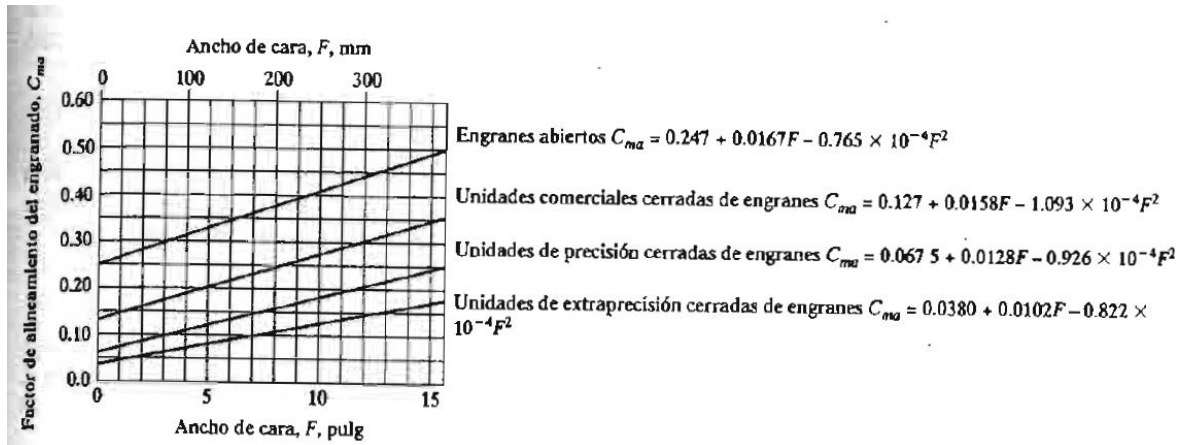 Ancho de cara, F, mm
0 100 200 300
Factor de alineamiento del engranado, Cma
0.60
0.50
0.40
0.30
0.20
0.10
0.0
0 5 10 15
Ancho de cara, F, pulg
Engranes abiertos Cma = 0.247 + 0.0167F – 0.765 × 10⁻⁴F²
Unidades comerciales cerradas de engranes Cma = 0.127 + 0.0158F – 1.093 × 10⁻⁴F²
Unidades de precisión cerradas de engranes Cma = 0.067 5 + 0.0128F – 0.926 × 10⁻⁴F²
Unidades de extraprecisión cerradas de engranes Cma = 0.0380 + 0.0102F – 0.822 ×
10⁻⁴F²